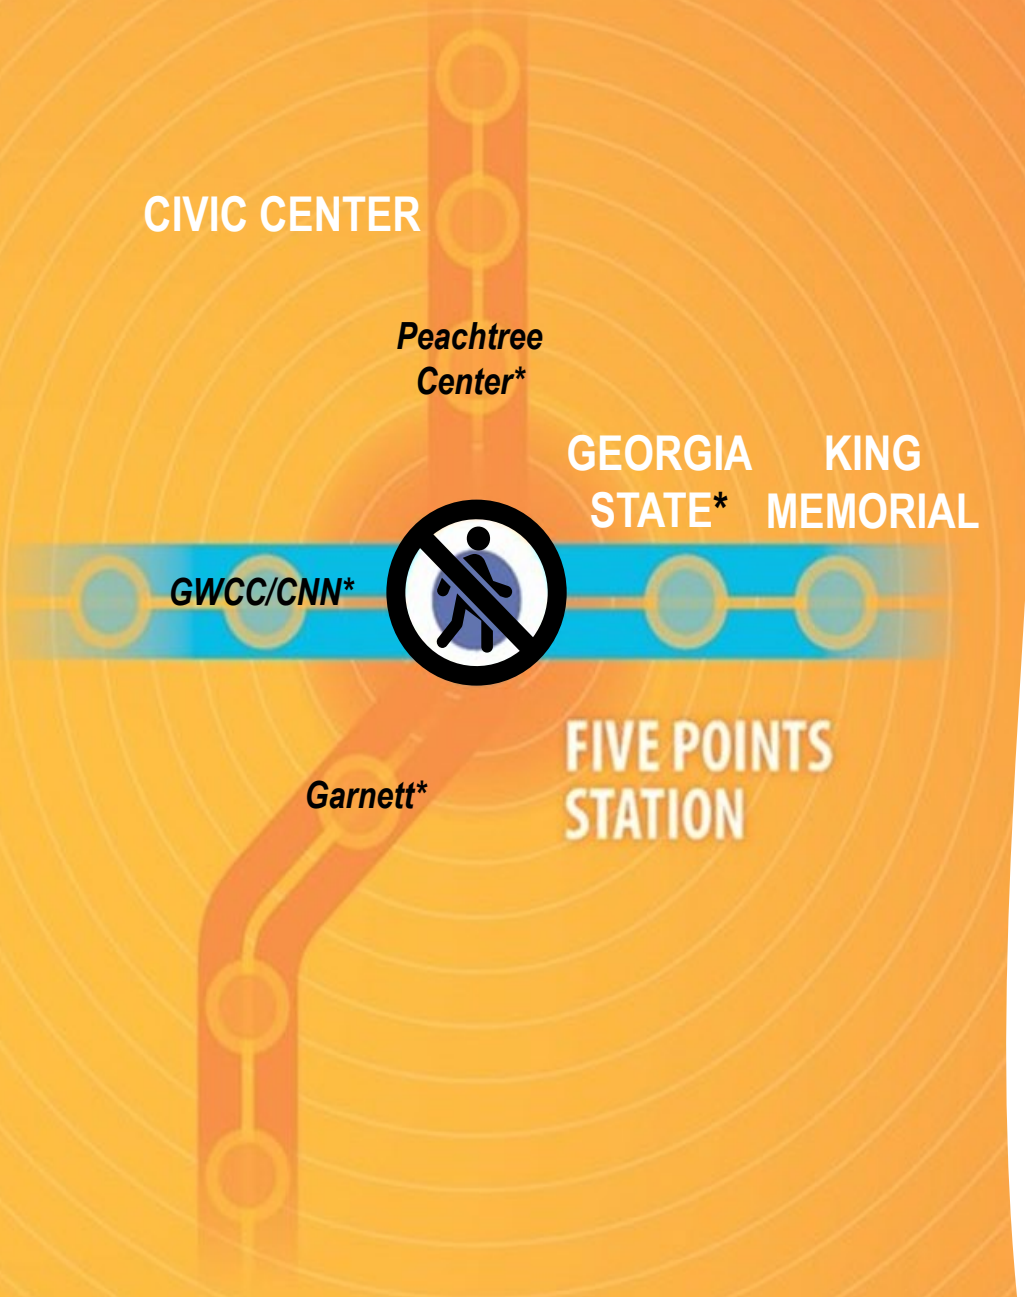 CIVIC CENTER
Peachtree
Center*
GEORGIA
STATE*
KING
MEMORIAL
GWCC/CNN*
FIVE POINTS
STATION
Garnett*